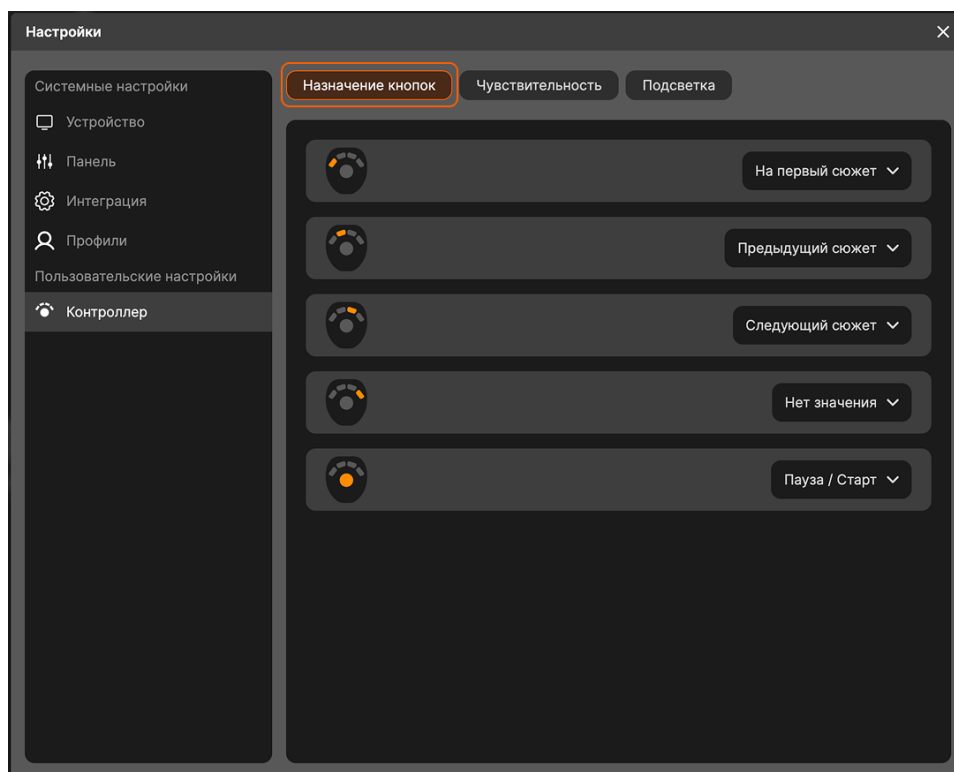 Настройки
Системные настройки
Устройство
Панель
Интеграция
Профили
Пользовательские настройки
Контроллер
Назначение кнопок
Чувствительность
Подсветка
На первый сюжет
Предыдущий сюжет
Следующий сюжет
Нет значения
Пауза / Старт